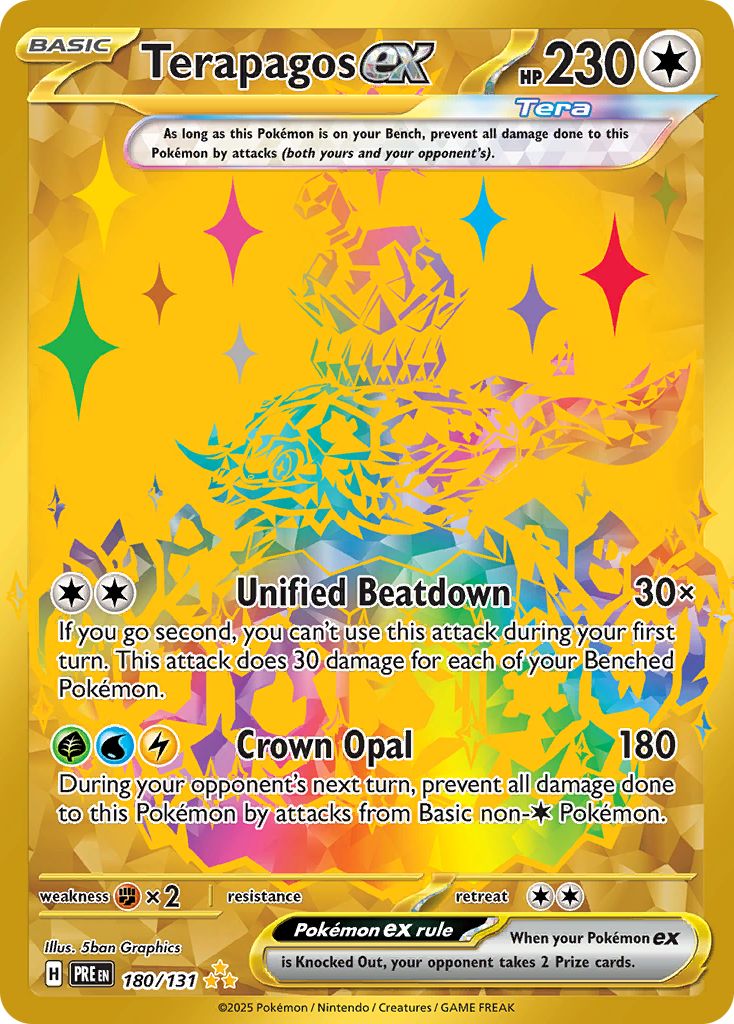 BASIC
Terapagos ex
HP 230
Tera
As long as this Pokémon is on your Bench, prevent all damage done to this
Pokémon by attacks (both yours and your opponent's).
Unified Beatdown 30×
If you go second, you can't use this attack during your first
turn. This attack does 30 damage for each of your Benched
Pokémon.
Crown Opal 180
During your opponent's next turn, prevent all damage done
to this Pokémon by attacks from Basic non- Pokémon.
weakness ×2 resistance retreat
Illus. 5ban Graphics
Pokémon ex rule
When your Pokémon ex
is Knocked Out, your opponent takes 2 Prize cards.
H PRE EN 180/131
©2025 Pokémon / Nintendo / Creatures / GAME FREAK